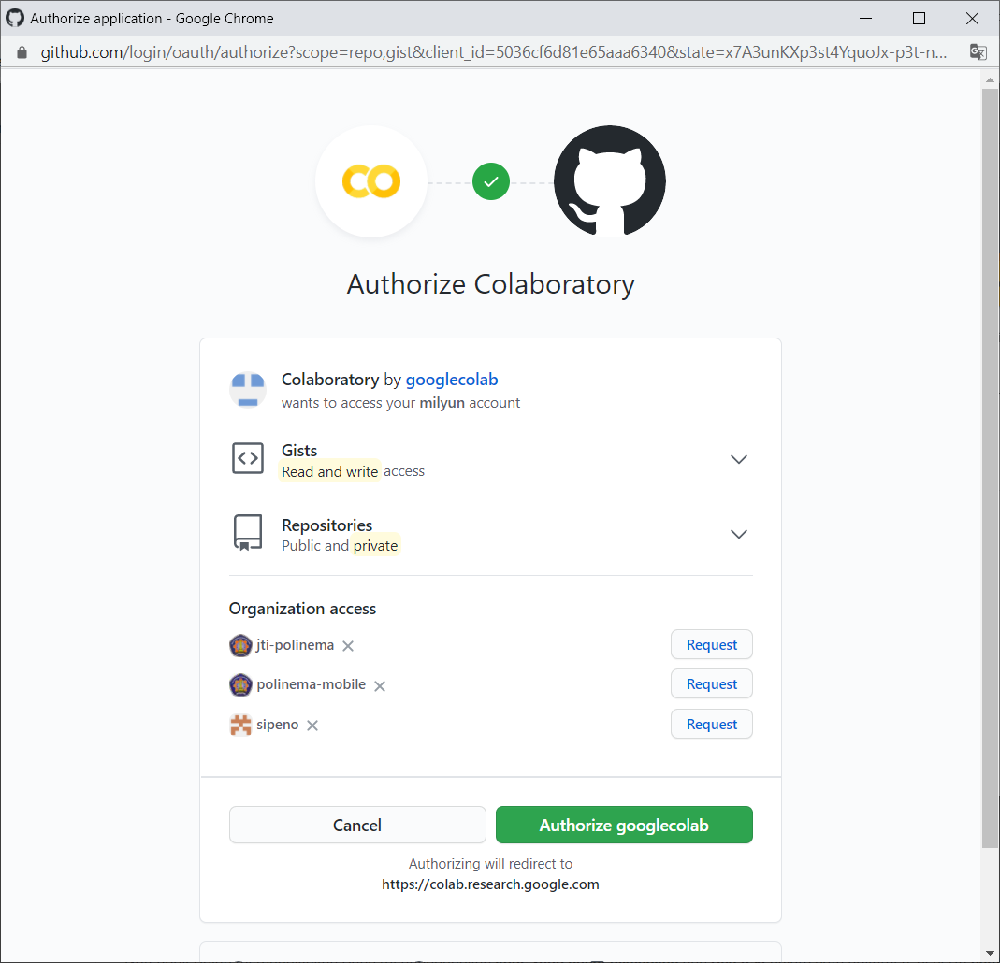 Authorize application - Google Chrome
github.com/login/oauth/authorize?scope=repo,gist&client_id=5036cf6d81e65aaa6340&state=x7A3unKXp3st4YquoJx-p3t-n...
CO
Authorize Colaboratory
Colaboratory by googlecolab
wants to access your milyun account
Gists
Read and write access
Repositories
Public and private
Organization access
jti-polinema
Request
polinema-mobile
Request
sipeno
Request
Cancel
Authorize googlecolab
Authorizing will redirect to
https://colab.research.google.com